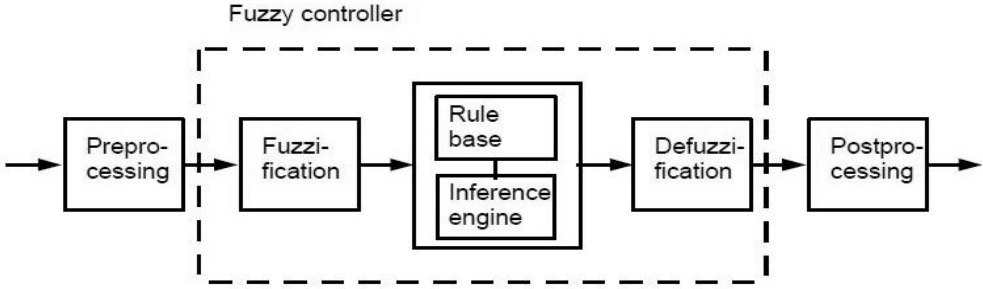 Fuzzy controller
Prepro-
cessing
Fuzzi-
fication
Rule
base
Inference
engine
Defuzzi-
fication
Postpro-
cessing